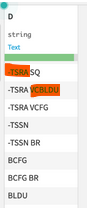 D
string
Text
-TSRA SQ
-TSRA VCBLDU
-TSRA VCFG
-TSSN
-TSSN BR
BCFG
BCFG BR
BLDU